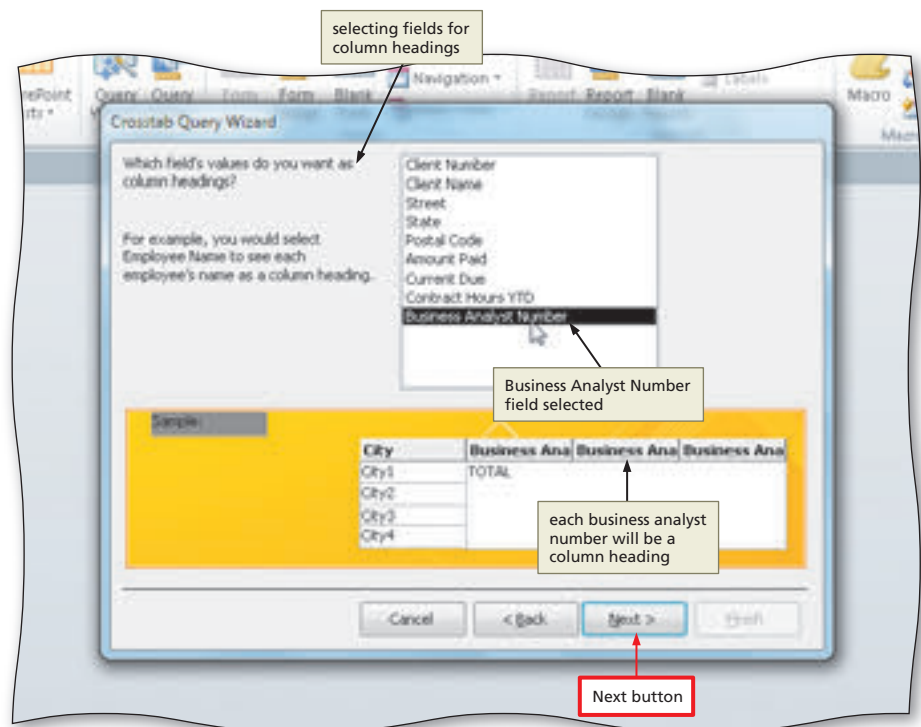 selecting fields for
column headings
Navigation
Labels
rePoint
Query Query Form Form Blank Report Report Blank
Macro
Crosstab Query Wizard
Which field's values do you want as
column headings?
For example, you would select
Employee Name to see each
employee's name as a column heading.
Client Number
Client Name
Street
State
Postal Code
Amount Paid
Current Due
Contract Hours YTD
Business Analyst Number
Business Analyst Number
field selected
Sample:
City Business Ana Business Ana Business Ana
City1 TOTAL
City2
City3
City4
each business analyst
number will be a
column heading
Cancel < Back Next > Finish
Next button